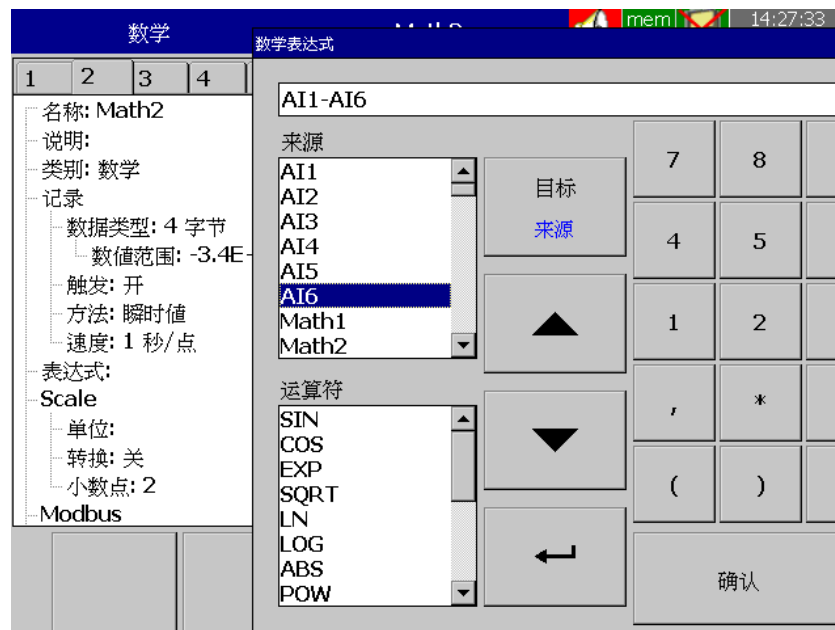 数学
mem
14:27:33
数学表达式
1 2 3 4
名称: Math2
说明:
类别: 数学
记录
数据类型: 4 字节
数值范围: -3.4E-
触发: 开
方法: 瞬时值
速度: 1 秒/点
表达式:
Scale
单位:
转换: 关
小数点: 2
Modbus
AI1-AI6
来源
AI1
AI2
AI3
AI4
AI5
AI6
Math1
Math2
运算符
SIN
COS
EXP
SQRT
LN
LOG
ABS
POW
目标
来源
7 8
4 5
1 2
, *
( )
确认